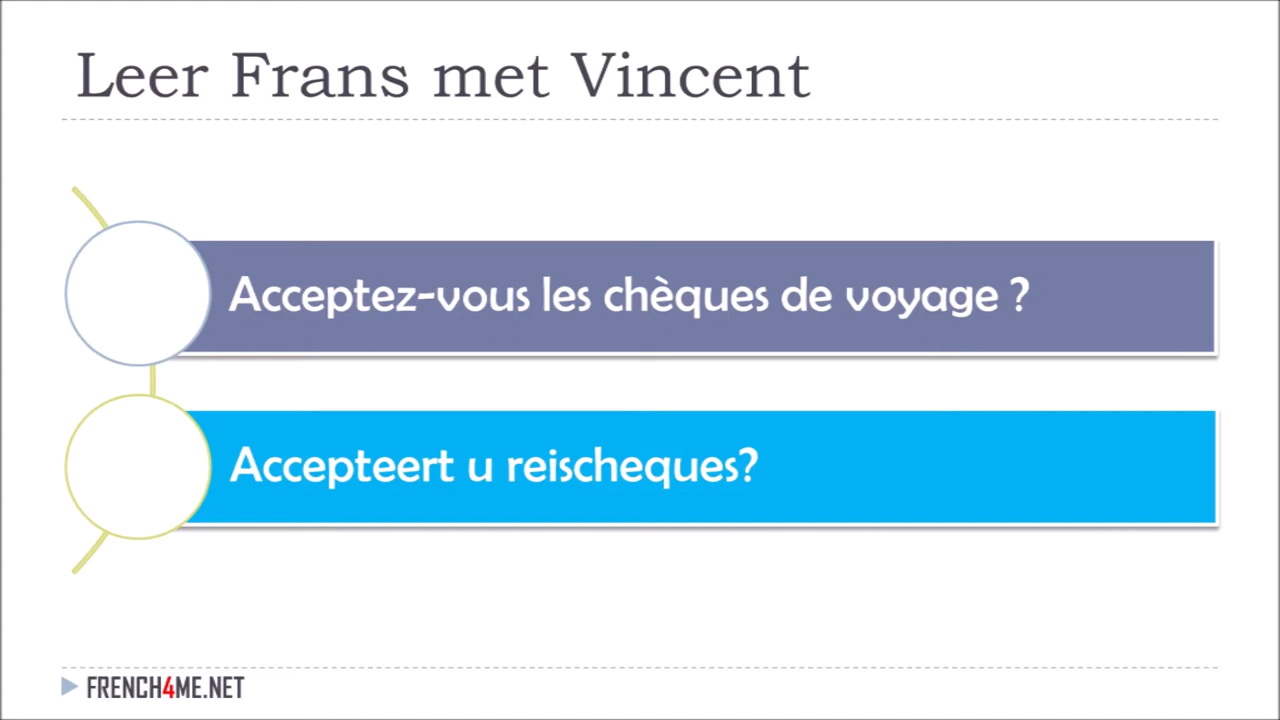 Leer Frans met Vincent
Acceptez-vous les chèques de voyage ?
Accepteert u reischeques?
FRENCH4ME.NET